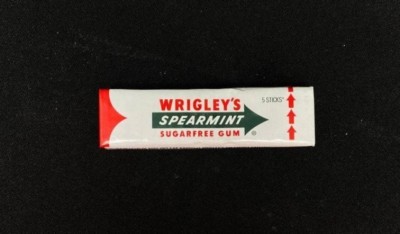 WRIGLEY'S
5 STICKS
SPEARMINT
SUGARFREE GUM
®